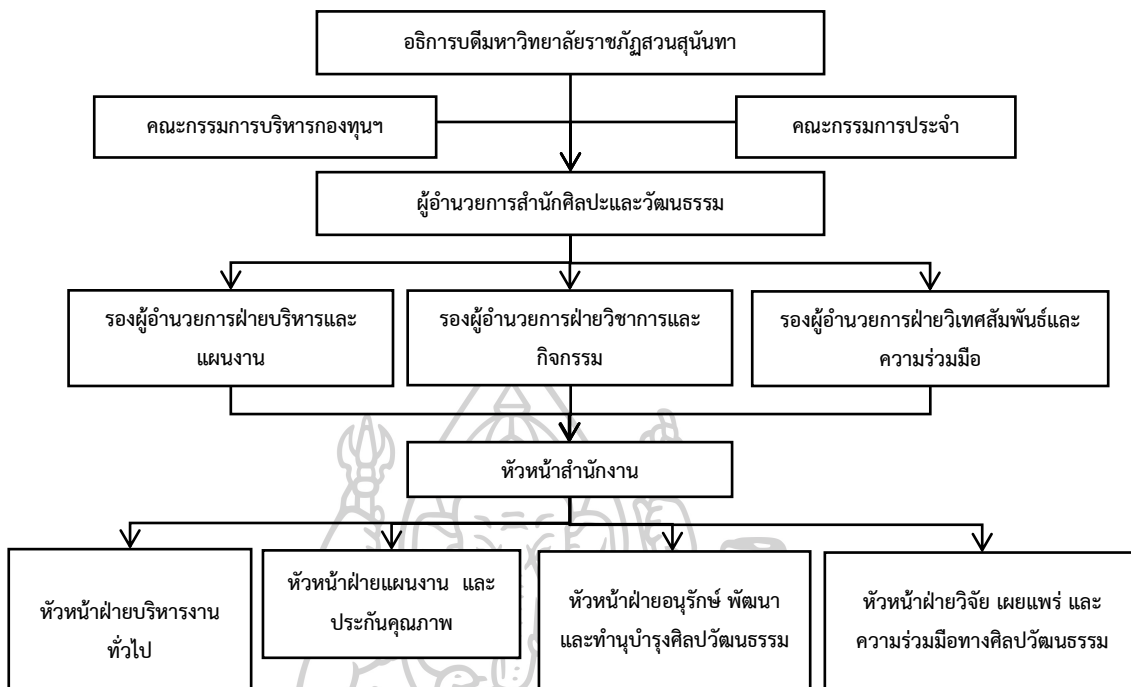 อธิการบดีมหาวิทยาลัยราชภัฏสวนสุนันทา
คณะกรรมการบริหารกองทุนฯ
คณะกรรมการประจำ
ผู้อำนวยการสำนักศิลปะและวัฒนธรรม
รองผู้อำนวยการฝ่ายบริหารและ
แผนงาน
รองผู้อำนวยการฝ่ายวิชาการและ
กิจกรรม
รองผู้อำนวยการฝ่ายวิเทศสัมพันธ์และ
ความร่วมมือ
หัวหน้าสำนักงาน
หัวหน้าฝ่ายบริหารงาน
ทั่วไป
หัวหน้าฝ่ายแผนงาน และ
ประกันคุณภาพ
หัวหน้าฝ่ายอนุรักษ์ พัฒนา
และทำนุบำรุงศิลปวัฒนธรรม
หัวหน้าฝ่ายวิจัย เผยแพร่ และ
ความร่วมมือทางศิลปวัฒนธรรม